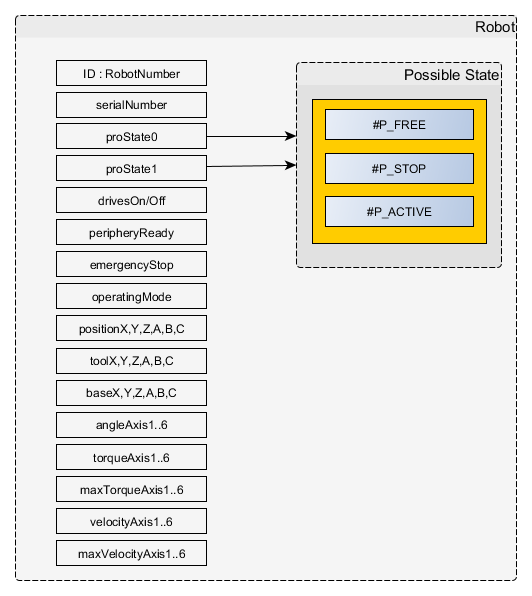 Robot
ID : RobotNumber
serialNumber
proState0
proState1
drivesOn/Off
peripheryReady
emergencyStop
operatingMode
positionX,Y,Z,A,B,C
toolX,Y,Z,A,B,C
baseX,Y,Z,A,B,C
angleAxis1..6
torqueAxis1..6
maxTorqueAxis1..6
velocityAxis1..6
maxVelocityAxis1..6
Possible State
#P_FREE
#P_STOP
#P_ACTIVE